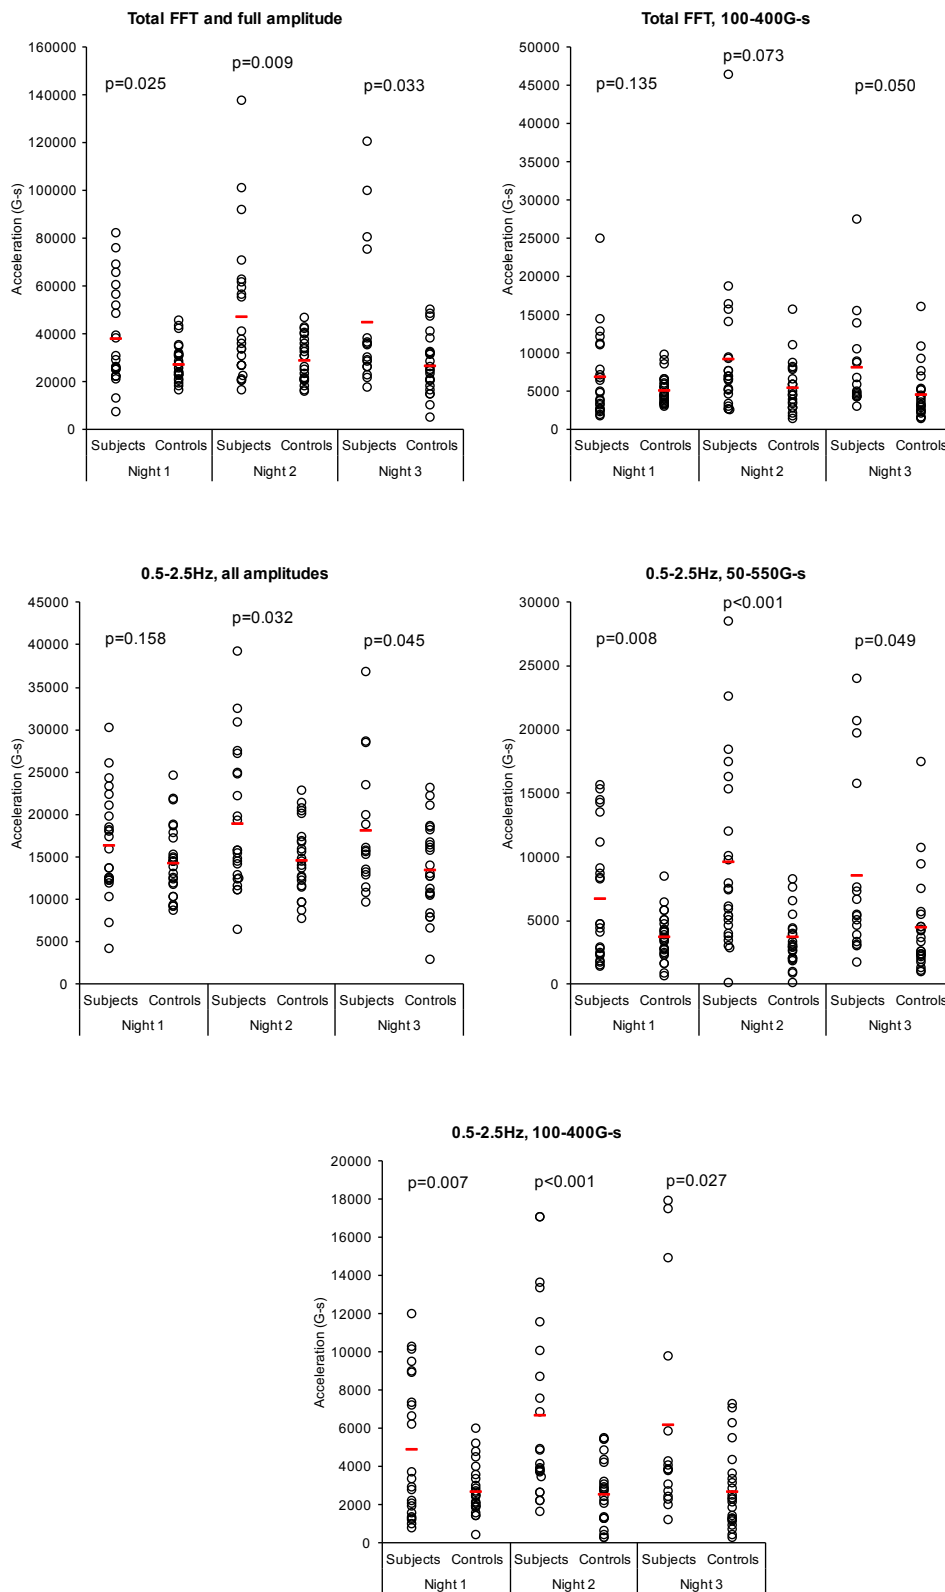 Total FFT and full amplitude
160000
140000
120000
100000
80000
60000
40000
20000
0
Acceleration (G-s)
p=0.025
p=0.009
p=0.033
Subjects Controls Subjects Controls Subjects Controls
Night 1 Night 2 Night 3
Total FFT, 100-400G-s
50000
45000
40000
35000
30000
25000
20000
15000
10000
5000
0
Acceleration (G-s)
p=0.135
p=0.073
p=0.050
Subjects Controls Subjects Controls Subjects Controls
Night 1 Night 2 Night 3
0.5-2.5Hz, all amplitudes
45000
40000
35000
30000
25000
20000
15000
10000
5000
0
Acceleration (G-s)
p=0.158
p=0.032
p=0.045
Subjects Controls Subjects Controls Subjects Controls
Night 1 Night 2 Night 3
0.5-2.5Hz, 50-550G-s
30000
25000
20000
15000
10000
5000
0
Acceleration (G-s)
p=0.008
p<0.001
p=0.049
Subjects Controls Subjects Controls Subjects Controls
Night 1 Night 2 Night 3
0.5-2.5Hz, 100-400G-s
20000
18000
16000
14000
12000
10000
8000
6000
4000
2000
0
Acceleration (G-s)
p=0.007
p<0.001
p=0.027
Subjects Controls Subjects Controls Subjects Controls
Night 1 Night 2 Night 3